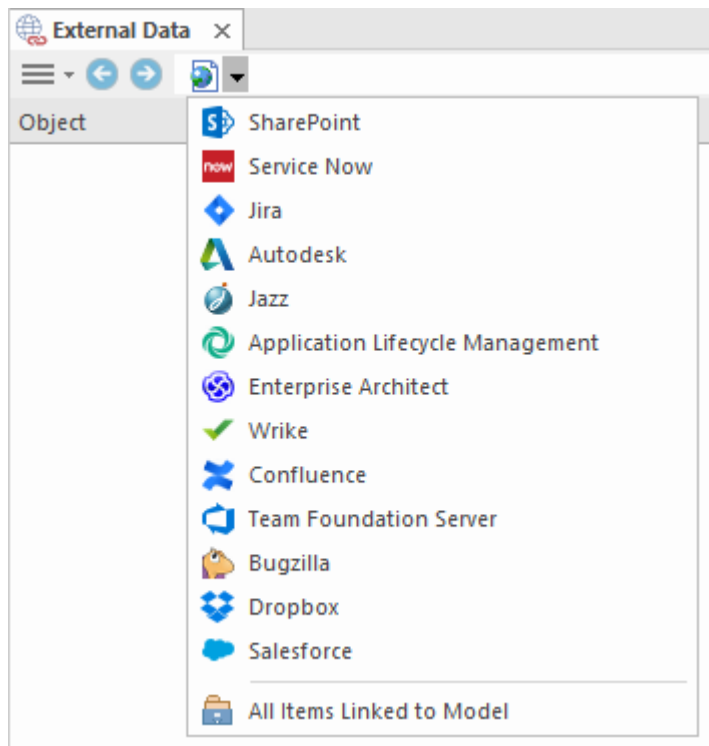 External Data
Object
SharePoint
now Service Now
Jira
Autodesk
Jazz
Application Lifecycle Management
Enterprise Architect
Wrike
Confluence
Team Foundation Server
Bugzilla
Dropbox
Salesforce
All Items Linked to Model